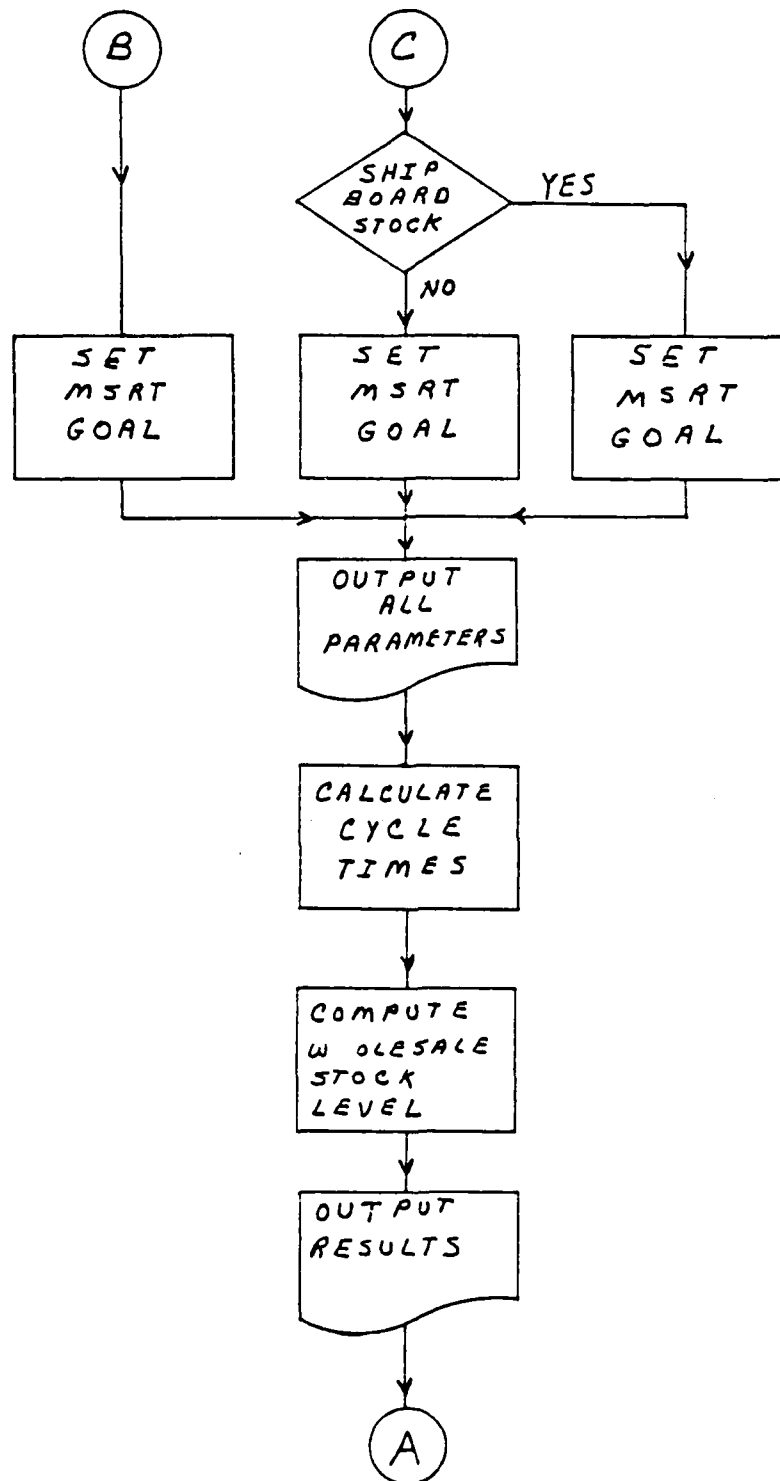 B
C
SHIP
BOARD
STOCK
YES
NO
SET
MSRT
GOAL
SET
MSRT
GOAL
SET
MSRT
GOAL
OUTPUT
ALL
PARAMETERS
CALCULATE
CYCLE
TIMES
COMPUTE
W OLESALE
STOCK
LEVEL
OUTPUT
RESULTS
A